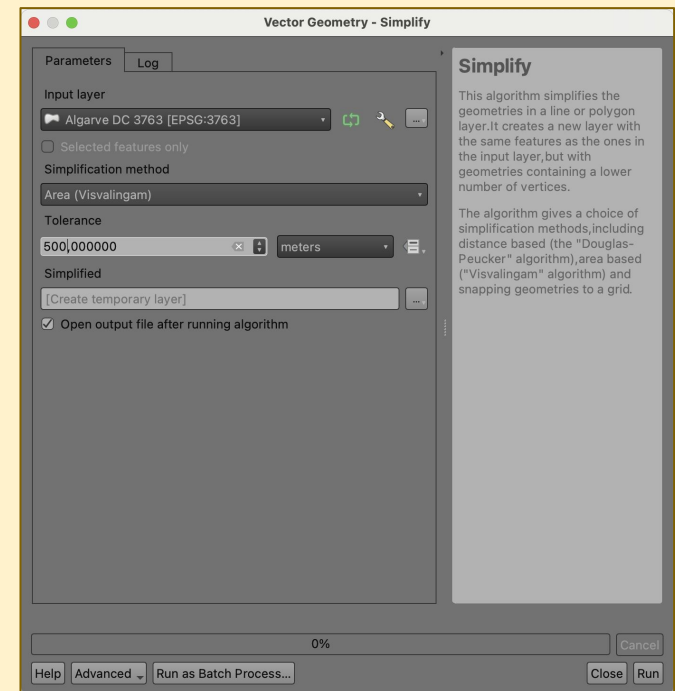 Vector Geometry - Simplify
Parameters
Log
Input layer
Algarve DC 3763 [EPSG:3763]
...
Selected features only
Simplification method
Area (Visvalingam)
Tolerance
500,000000
meters
Simplified
[Create temporary layer]
...
Open output file after running algorithm
Simplify
This algorithm simplifies the
geometries in a line or polygon
layer.It creates a new layer with
the same features as the ones in
the input layer,but with
geometries containing a lower
number of vertices.
The algorithm gives a choice of
simplification methods,including
distance based (the "Douglas-
Peucker" algorithm),area based
("Visvalingam" algorithm) and
snapping geometries to a grid.
0%
Cancel
Help
Advanced
Run as Batch Process...
Close
Run